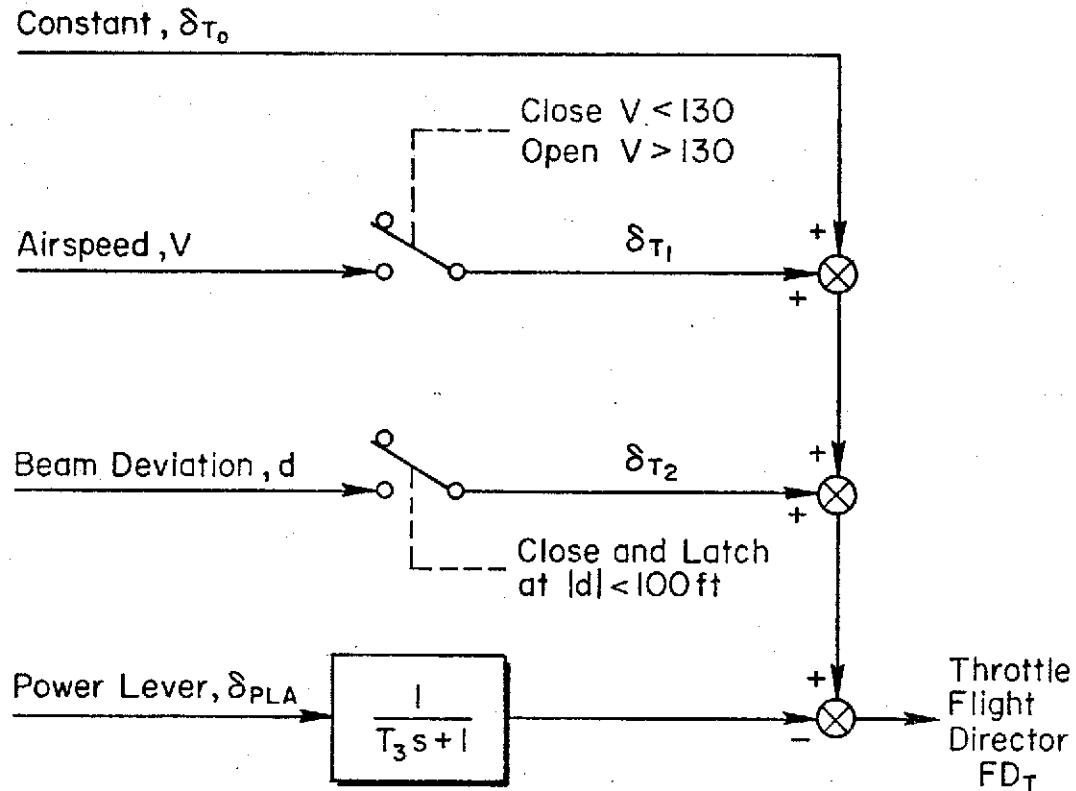 Constant, δT₀
Close V < 130
Open V > 130
Airspeed, V
δT₁
+
+
Beam Deviation, d
δT₂
+
+
Close and Latch
at |d| < 100 ft
Power Lever, δPLA
1
T₃s + 1
+
−
Throttle
Flight
Director
FDT